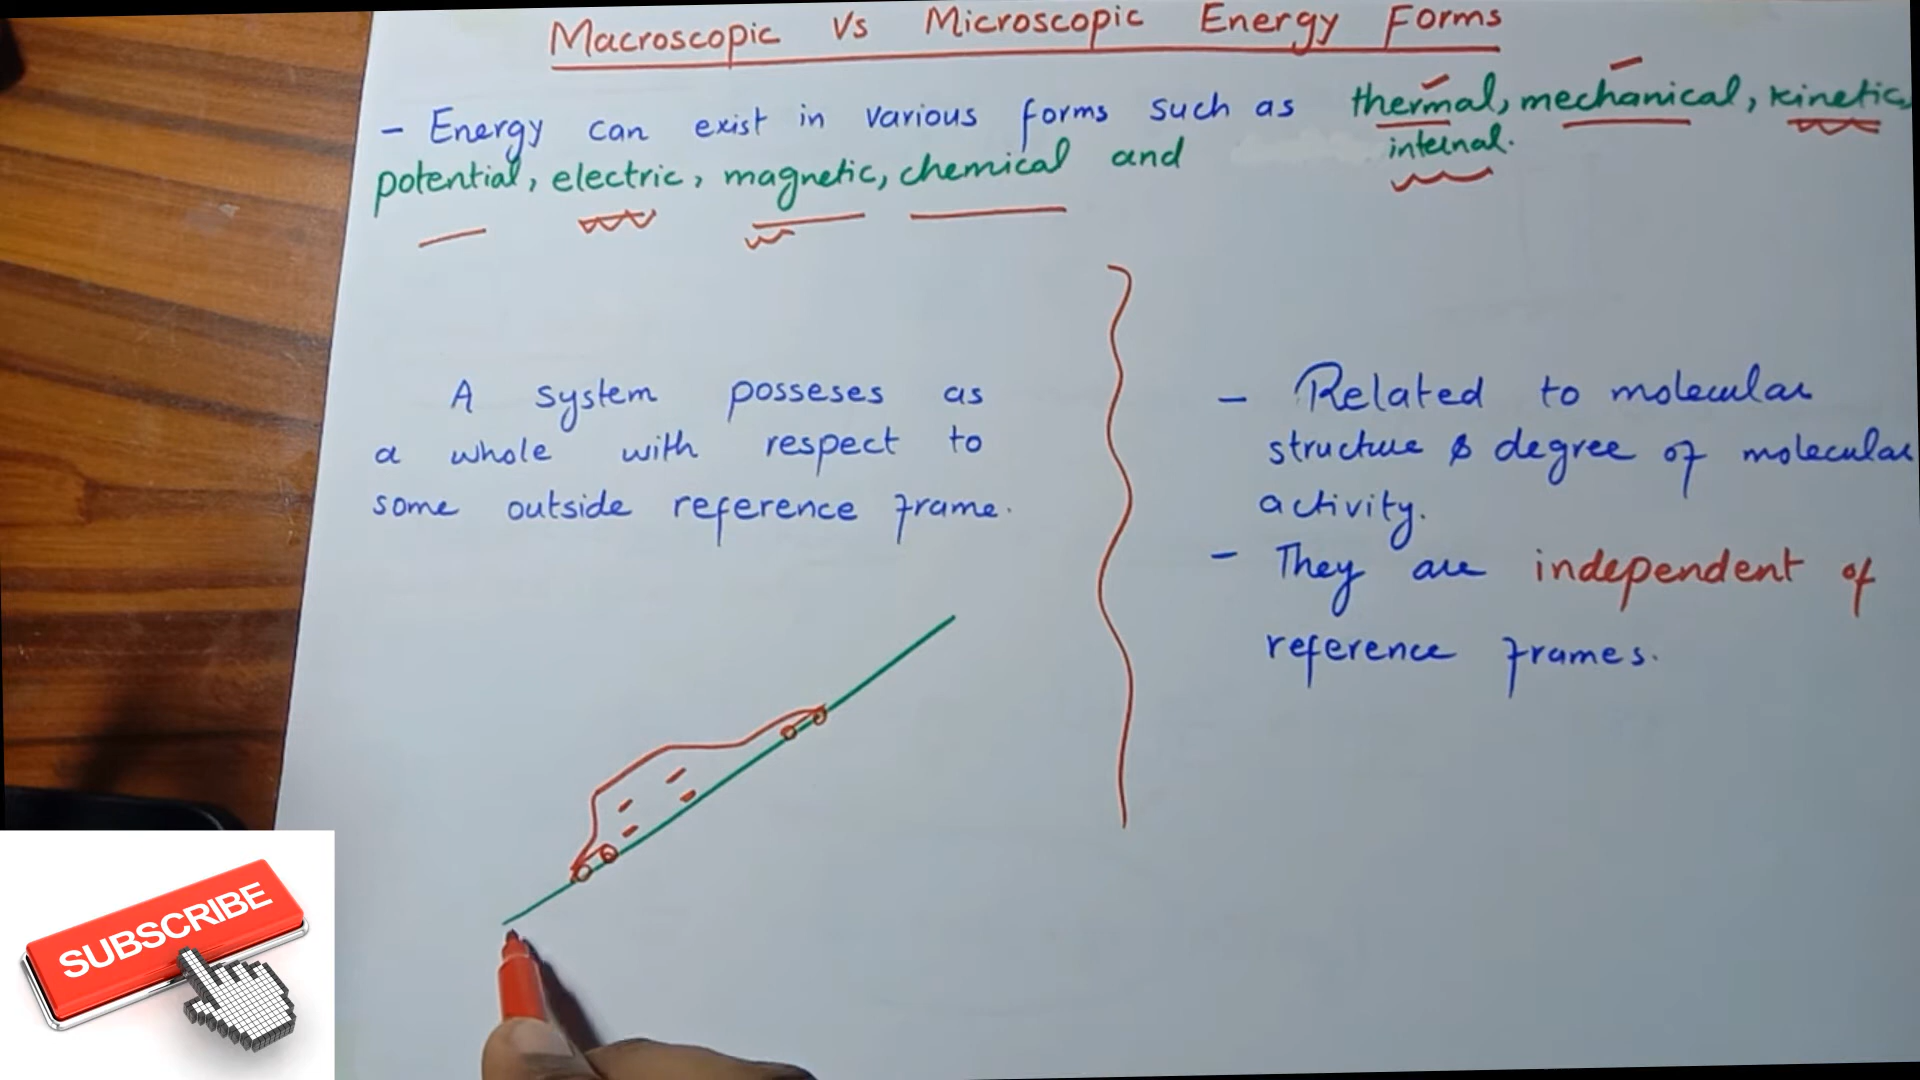 Macroscopic Vs Microscopic Energy Forms
- Energy can exist in various forms such as thermal, mechanical, kinetic,
potential, electric, magnetic, chemical and internal.
A system posseses as
a whole with respect to
some outside reference frame.
- Related to molecular
structure & degree of molecular
activity.
- They are independent of
reference frames.
SUBSCRIBE